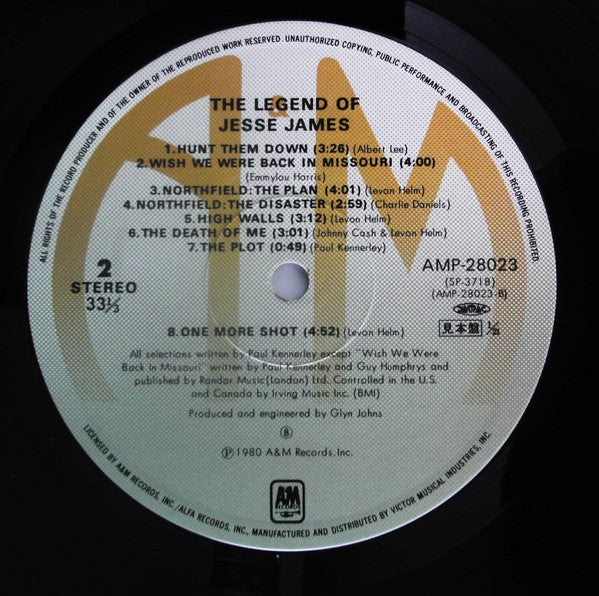 ALL RIGHTS OF THE RECORD PRODUCER AND OF THE OWNER OF THE REPRODUCED WORK RESERVED. UNAUTHORIZED COPYING, PUBLIC PERFORMANCE AND BROADCASTING OF THIS RECORDING PROHIBITED.
A&M
THE LEGEND OF
JESSE JAMES
1.HUNT THEM DOWN (3:26) (Albert Lee)
2.WISH WE WERE BACK IN MISSOURI (4:00)
(Emmylou Harris)
3.NORTHFIELD:THE PLAN (4:01) (Levon Helm)
4.NORTHFIELD:THE DISASTER (2:59) (Charlie Daniels)
5.HIGH WALLS (3:12) (Levon Helm)
6.THE DEATH OF ME (3:01) (Johnny Cash & Levon Helm)
7.THE PLOT (0:49) (Paul Kennerley)
2
STEREO
33⅓
AMP-28023
(SP-3718)
(AMP-28023-B)
見本盤
8.ONE MORE SHOT (4:52) (Levon Helm)
All selections written by Paul Kennerley except "Wish We Were
Back In Missouri" written by Paul Kennerley and Guy Humphrys and
published by Rondor Music(London) Ltd. Controlled in the U.S.
and Canada by Irving Music Inc. (BMI)
Produced and engineered by Glyn Johns
⑧
℗1980 A&M Records,Inc.
A&M
RECORDS
LICENSED BY A&M RECORDS, INC./ALFA RECORDS, INC., MANUFACTURED AND DISTRIBUTED BY VICTOR MUSICAL INDUSTRIES, INC.